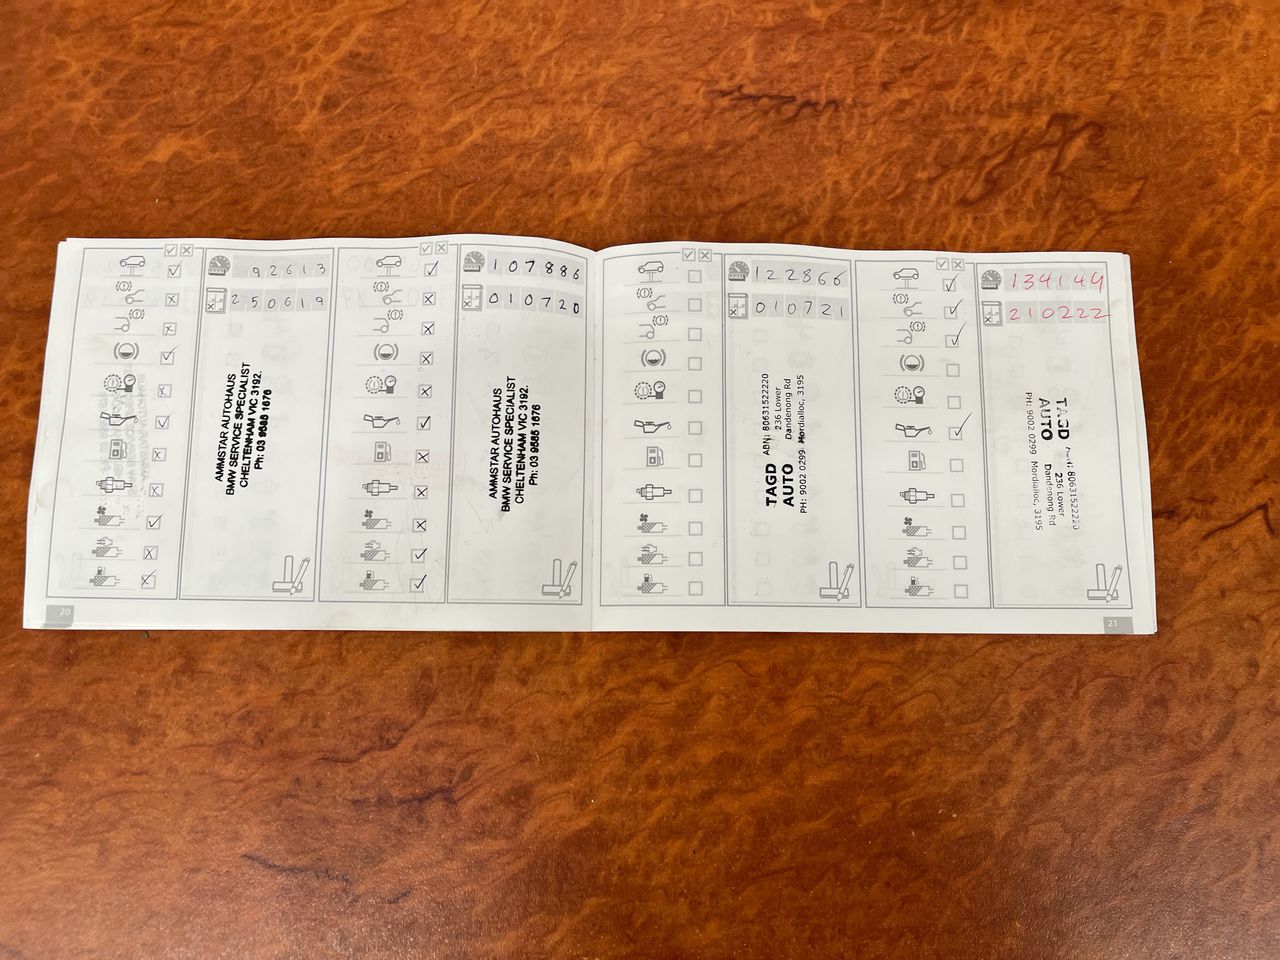 92613
250619
AMMSTAR AUTOHAUS
BMW SERVICE SPECIALIST
CHELTENHAM VIC 3192.
Ph: 03 9585 1676
107886
010720
AMMSTAR AUTOHAUS
BMW SERVICE SPECIALIST
CHELTENHAM VIC 3192.
Ph: 03 9585 1676
20
122866
010721
TAGD
AUTO
PH: 9002 0299
ABN: 80631522220
236 Lower
Dandenong Rd
Mordialloc, 3195
134149
210222
AUTO
PH: 9002 0299
80631522220
236 Lower
Dandenong Rd
Mordialloc, 3195
21